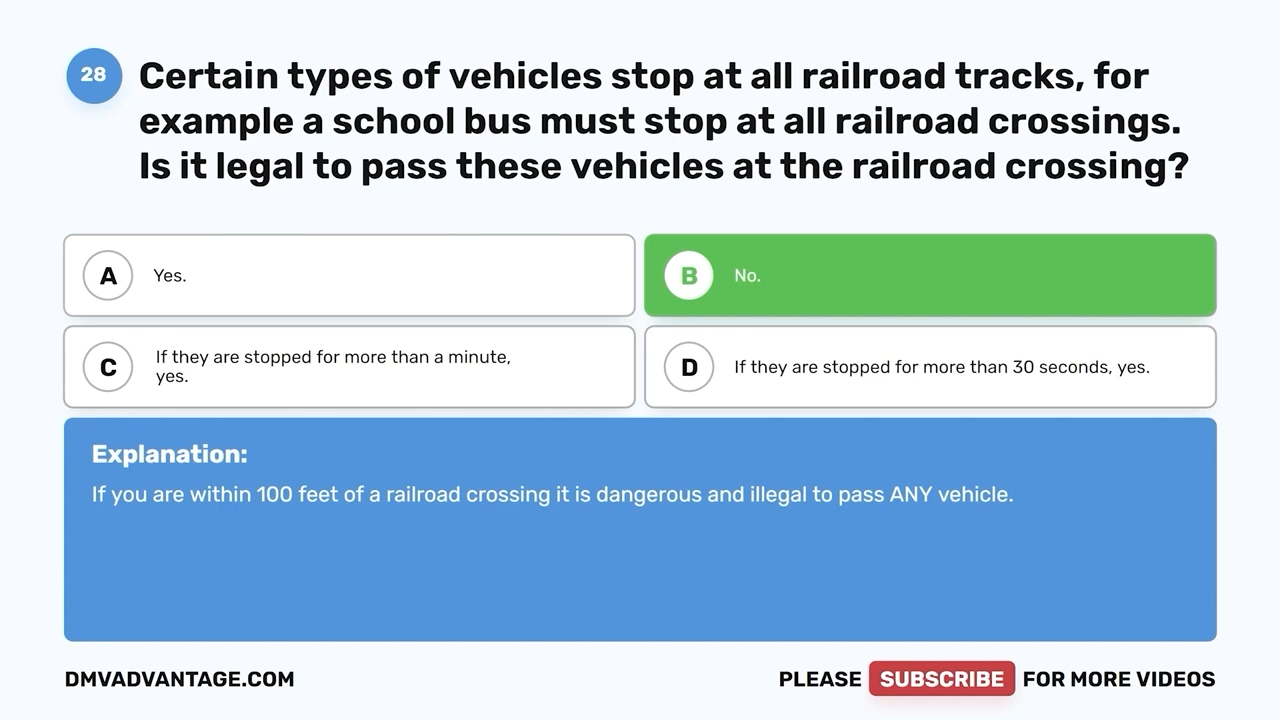 28
Certain types of vehicles stop at all railroad tracks, for
example a school bus must stop at all railroad crossings.
Is it legal to pass these vehicles at the railroad crossing?
A
Yes.
B
No.
C
If they are stopped for more than a minute,
yes.
D
If they are stopped for more than 30 seconds, yes.
Explanation:
If you are within 100 feet of a railroad crossing it is dangerous and illegal to pass ANY vehicle.
DMVADVANTAGE.COM
PLEASE SUBSCRIBE FOR MORE VIDEOS